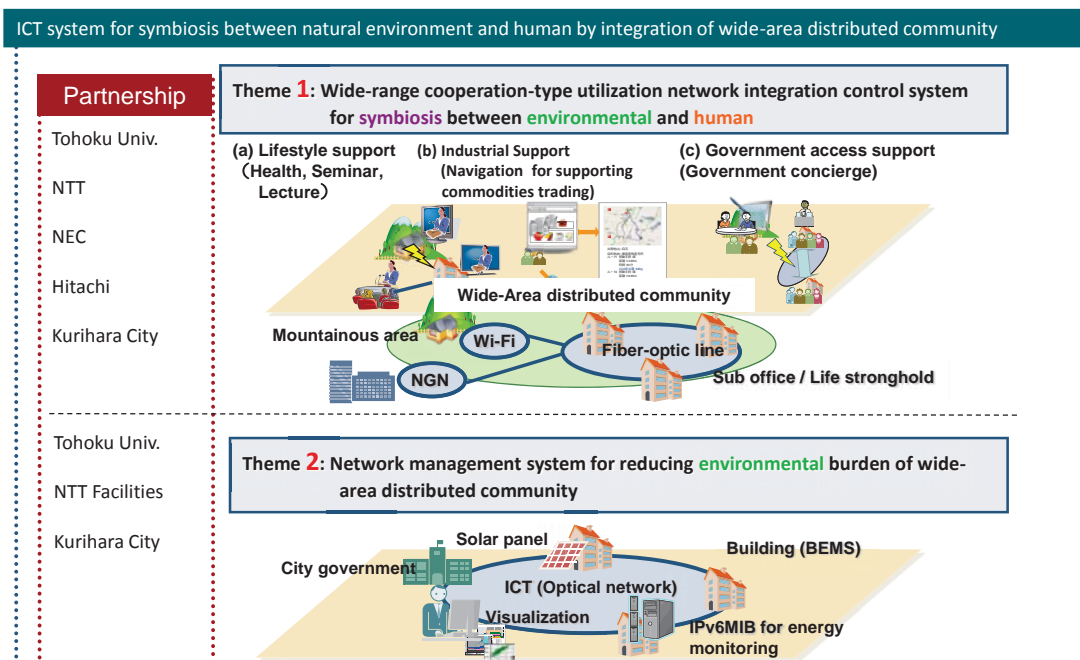 ICT system for symbiosis between natural environment and human by integration of wide-area distributed community
Partnership
Tohoku Univ.
NTT
NEC
Hitachi
Kurihara City
Theme 1: Wide-range cooperation-type utilization network integration control system
for symbiosis between environmental and human
(a) Lifestyle support
（Health, Seminar,
Lecture）
(b) Industrial Support
(Navigation for supporting
commodities trading)
(c) Government access support
(Government concierge)
Wide-Area distributed community
Mountainous area
Wi-Fi
Fiber-optic line
NGN
Sub office / Life stronghold
Tohoku Univ.
NTT Facilities
Kurihara City
Theme 2: Network management system for reducing environmental burden of wide-
area distributed community
Solar panel
Building (BEMS)
City government
ICT (Optical network)
Visualization
IPv6MIB for energy
monitoring